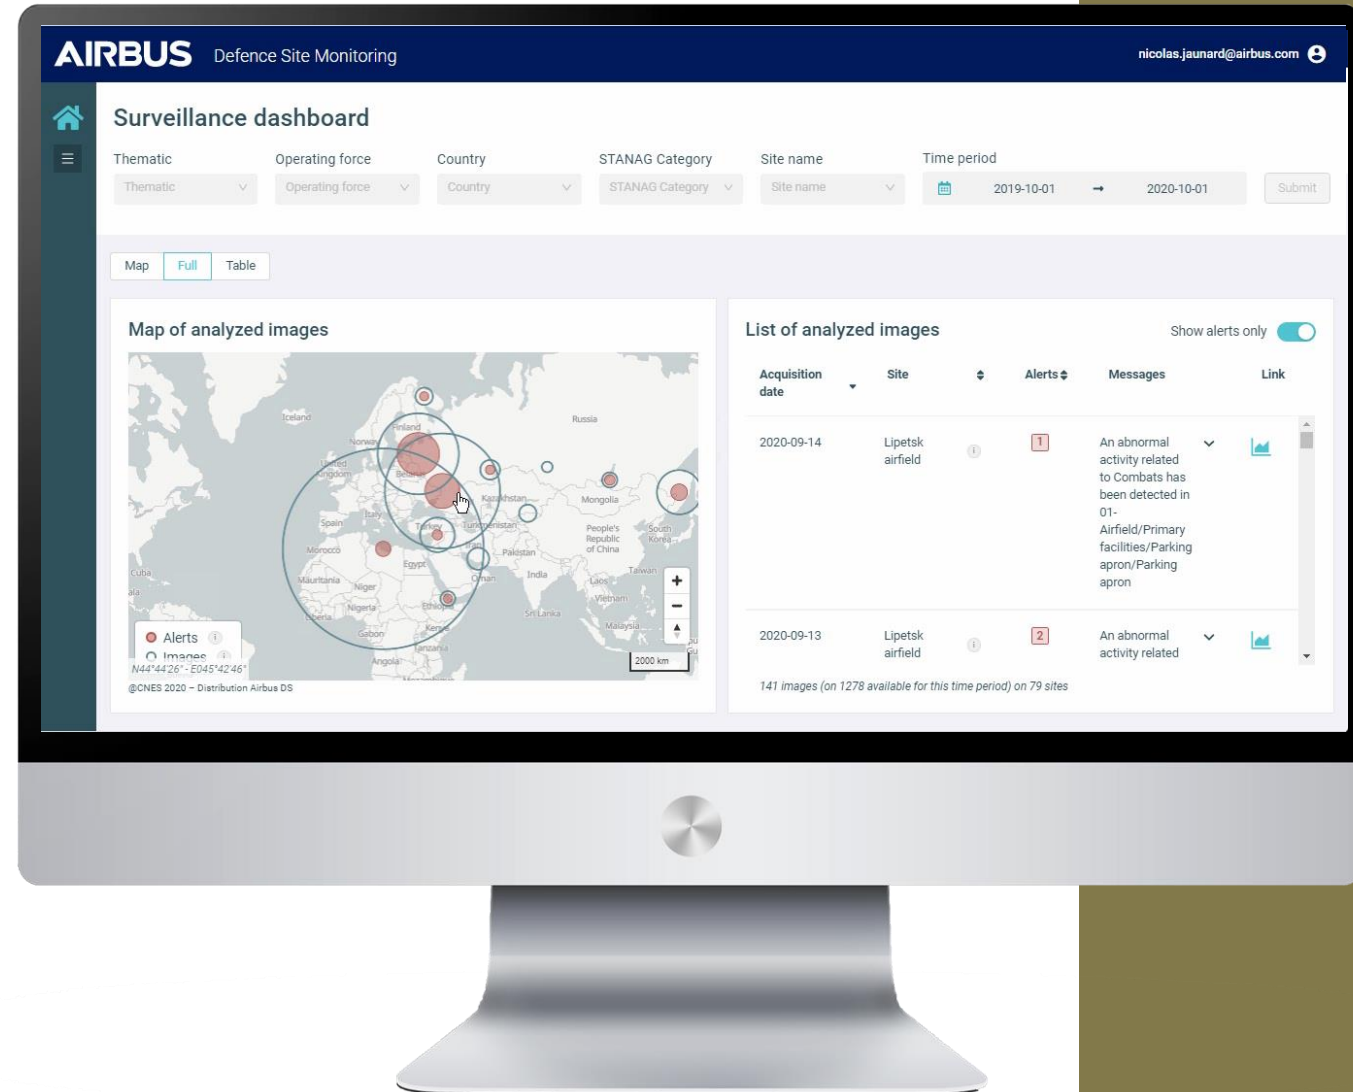 AIRBUS Defence Site Monitoring
nicolas.jaunard@airbus.com
Surveillance dashboard
Thematic
Operating force
Country
STANAG Category
Site name
Time period
Thematic
Operating force
Country
STANAG Category
Site name
2019-10-01 → 2020-10-01
Submit
Map
Full
Table
Map of analyzed images
Iceland
Norway
Finland
Russia
United
Kingdom
Belarus
Kazakhstan
Mongolia
Spain
Italy
Turkey
Turkmenistan
People's
Republic
of China
South
Korea
Morocco
Iran
Pakistan
Egypt
Cuba
Mauritania
Niger
Oman
India
Laos
Taiwan
Vietnam
Nigeria
Ethiopia
Sri Lanka
Liberia
Gabon
Kenya
Malaysia
Tanzania
Angola
Alerts
Images
N44°44'26" - E045°42'46"
2000 km
@CNES 2020 – Distribution Airbus DS
List of analyzed images
Show alerts only
Acquisition
date
Site
Alerts
Messages
Link
2020-09-14
Lipetsk
airfield
1
An abnormal
activity related
to Combats has
been detected in
01-
Airfield/Primary
facilities/Parking
apron/Parking
apron
2020-09-13
Lipetsk
airfield
2
An abnormal
activity related
141 images (on 1278 available for this time period) on 79 sites